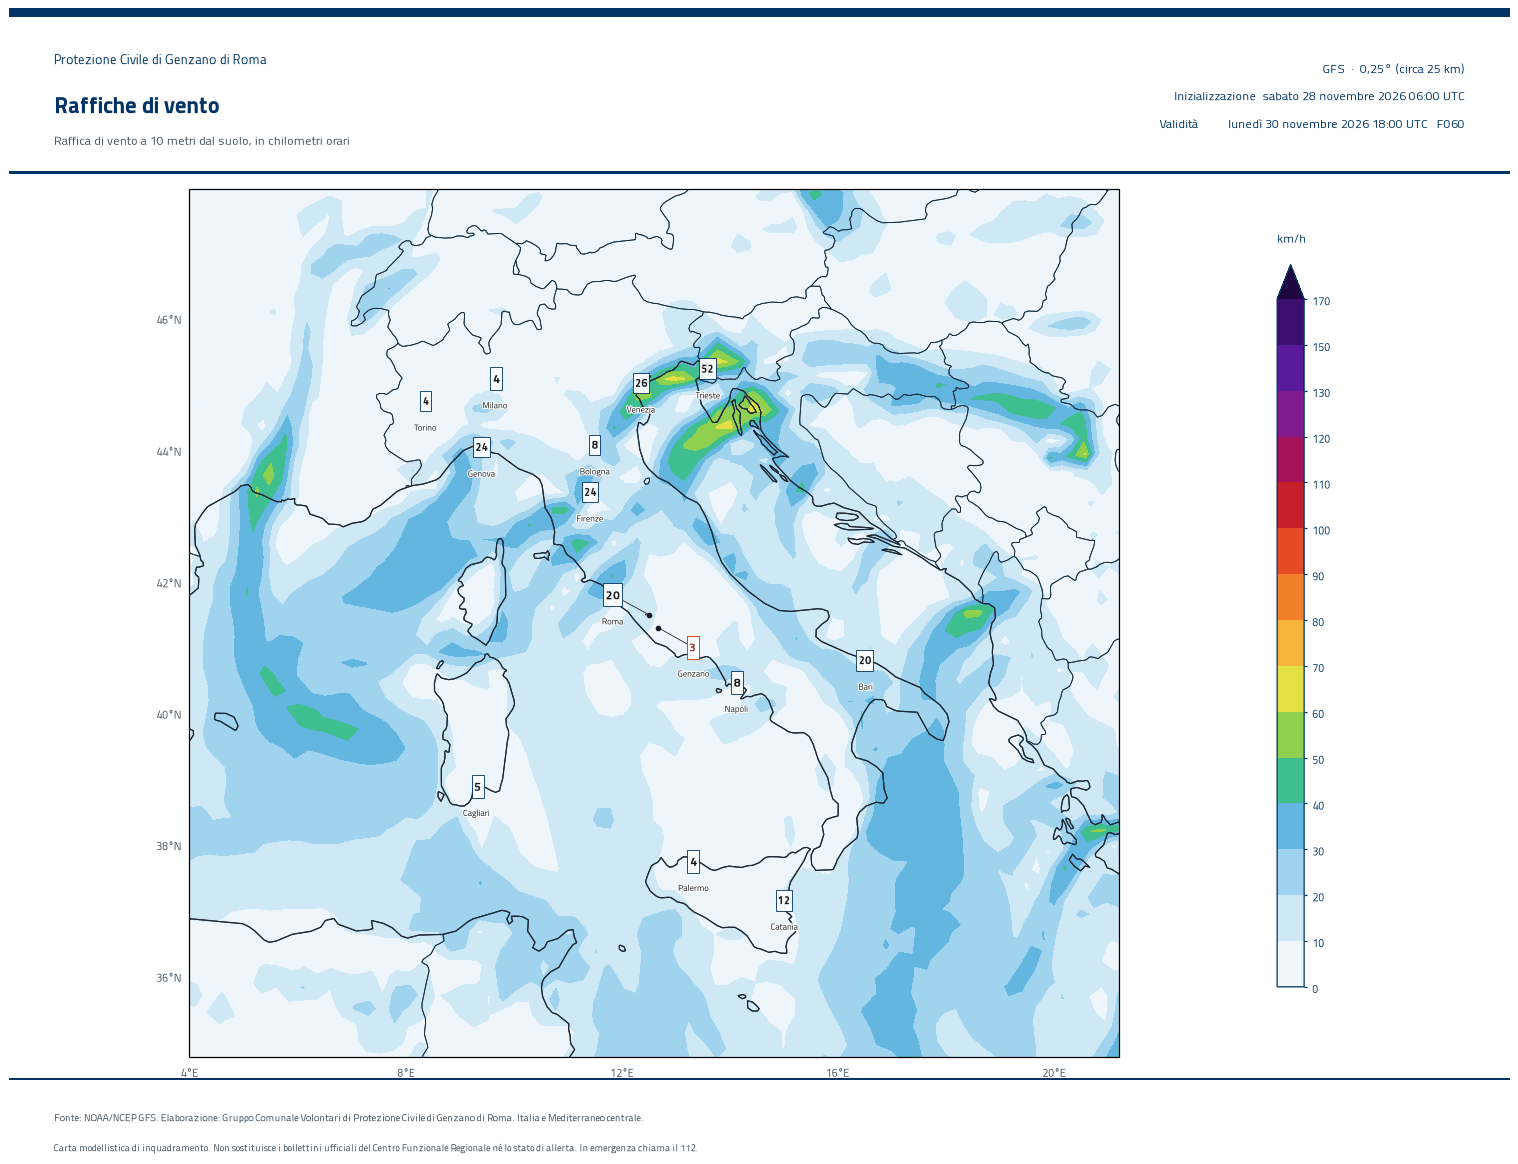 Protezione Civile di Genzano di Roma
Raffiche di vento
Raffica di vento a 10 metri dal suolo, in chilometri orari
GFS · 0,25° (circa 25 km)
Inizializzazione sabato 28 novembre 2026 06:00 UTC
Validità lunedì 30 novembre 2026 18:00 UTC F060
km/h
170
150
130
120
110
100
90
80
70
60
50
40
30
20
10
0
46°N
44°N
42°N
40°N
38°N
36°N
4°E
8°E
12°E
16°E
20°E
52
Trieste
26
Venezia
4
Milano
4
Torino
24
Genova
8
Bologna
24
Firenze
20
Roma
3
Genzano
8
Napoli
20
Bari
5
Cagliari
4
Palermo
12
Catania
Fonte: NOAA/NCEP GFS. Elaborazione: Gruppo Comunale Volontari di Protezione Civile di Genzano di Roma. Italia e Mediterraneo centrale.
Carta modellistica di inquadramento. Non sostituisce i bollettini ufficiali del Centro Funzionale Regionale né lo stato di allerta. In emergenza chiama il 112.